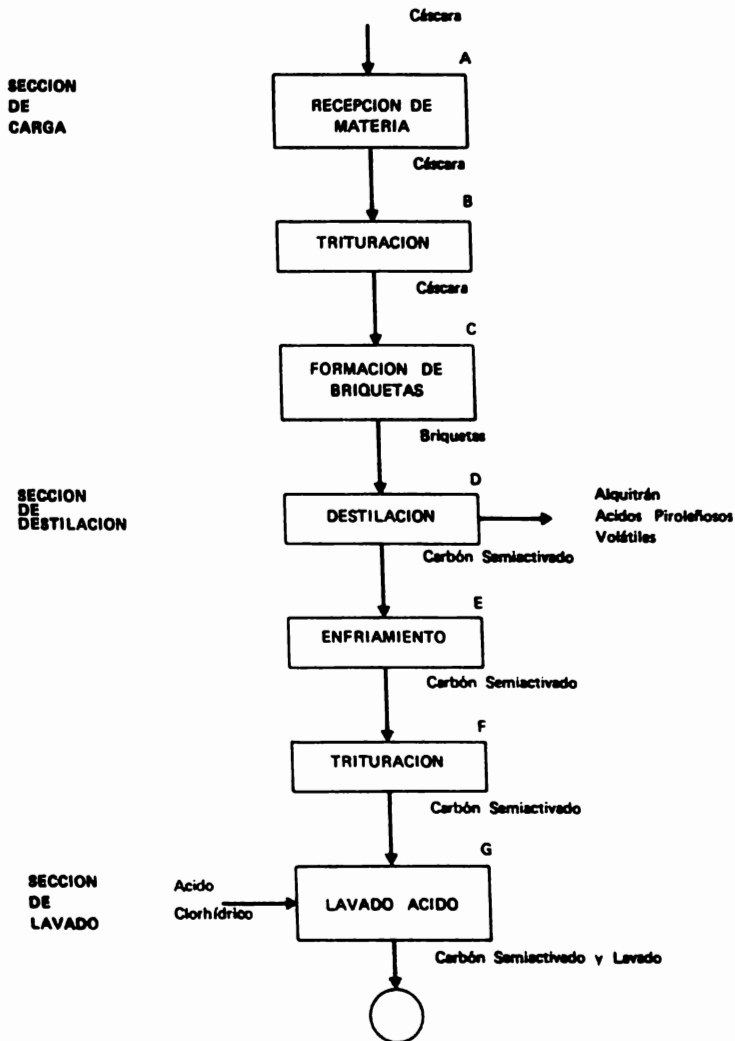 Cáscara
A
SECCION
DE
CARGA
RECEPCION DE
MATERIA
Cáscara
B
TRITURACION
Cáscara
C
FORMACION DE
BRIQUETAS
Briquetas
SECCION
DE
DESTILACION
D
DESTILACION
Alquitrán
Acidos Piroleñosos
Volátiles
Carbón Semiactivado
E
ENFRIAMIENTO
Carbón Semiactivado
F
TRITURACION
Carbón Semiactivado
G
SECCION
DE
LAVADO
Acido
Clorhídrico
LAVADO ACIDO
Carbón Semiactivado y Lavado